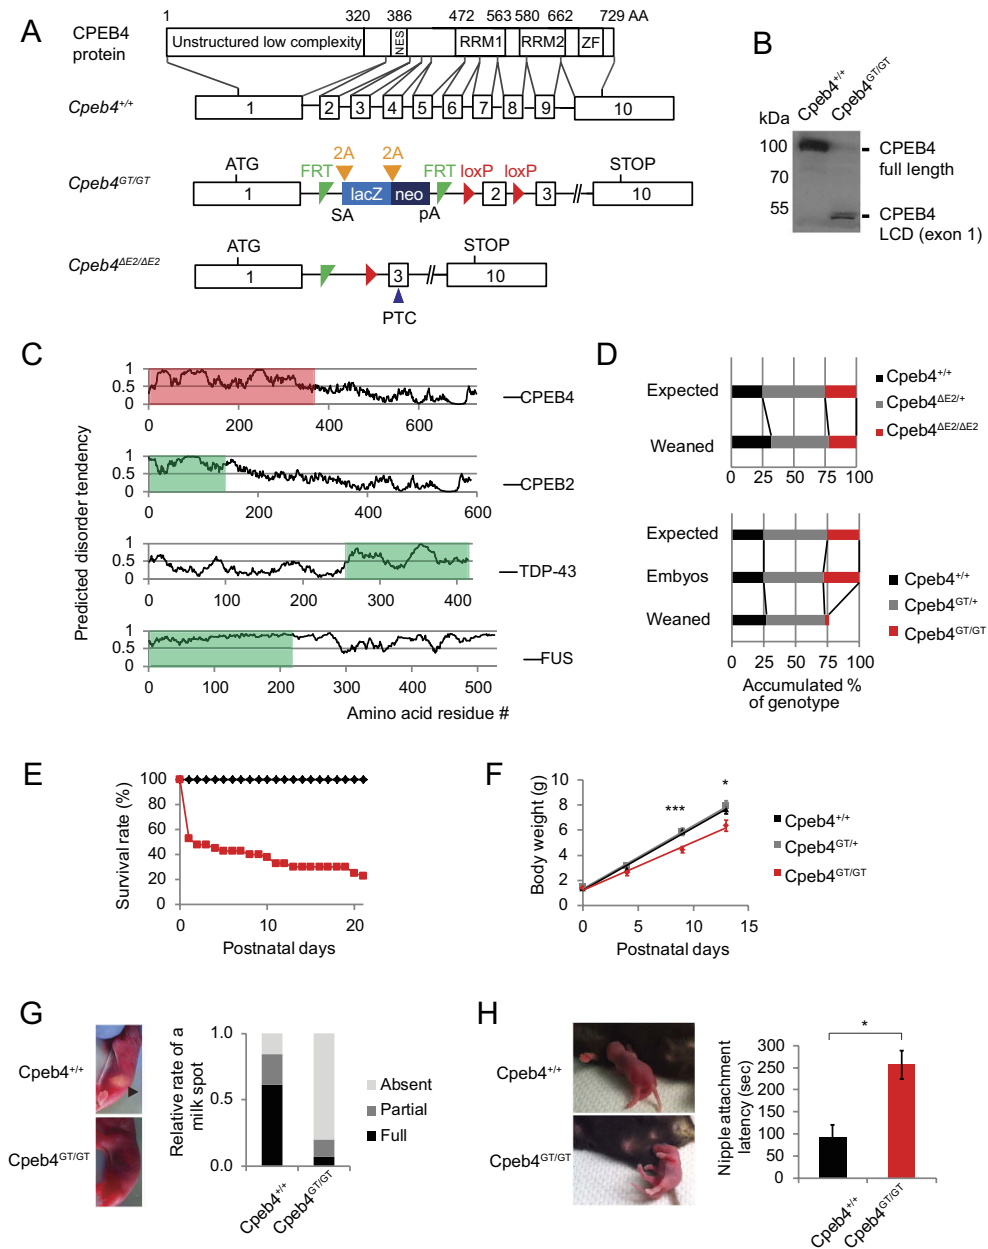 A
1 320 386 472 563 580 662 729 AA
CPEB4
protein
Unstructured low complexity NES RRM1 RRM2 ZF
Cpeb4+/+
1 2 3 4 5 6 7 8 9 10
Cpeb4GT/GT
ATG FRT 2A 2A FRT loxP loxP STOP
1 lacZ neo 2 3 // 10
SA pA
Cpeb4ΔE2/ΔE2
ATG STOP
1 3 // 10
PTC
B
Cpeb4+/+ Cpeb4GT/GT
kDa
100
70
55
CPEB4
full length
CPEB4
LCD (exon 1)
C
Predicted disorder tendency
1
0.5
0
0 200 400 600
CPEB4
1
0.5
0
0 200 400 600
CPEB2
1
0.5
0
0 100 200 300 400
TDP-43
1
0.5
0
0 100 200 300 400 500
FUS
Amino acid residue #
D
Expected
Weaned
0 25 50 75 100
Cpeb4+/+
Cpeb4ΔE2/+
Cpeb4ΔE2/ΔE2
Expected
Embyos
Weaned
0 25 50 75 100
Accumulated %
of genotype
Cpeb4+/+
Cpeb4GT/+
Cpeb4GT/GT
E
Survival rate (%)
100
80
60
40
20
0
0 10 20
Postnatal days
F
Body weight (g)
10
8
6
4
2
0
*** *
0 5 10 15
Postnatal days
Cpeb4+/+
Cpeb4GT/+
Cpeb4GT/GT
G
Cpeb4+/+
Cpeb4GT/GT
Relative rate of a
milk spot
1.0
0.5
0.0
Cpeb4+/+ Cpeb4GT/GT
Absent
Partial
Full
H
Cpeb4+/+
Cpeb4GT/GT
Nipple attachment
latency (sec)
*
300
250
200
150
100
50
0
Cpeb4+/+ Cpeb4GT/GT